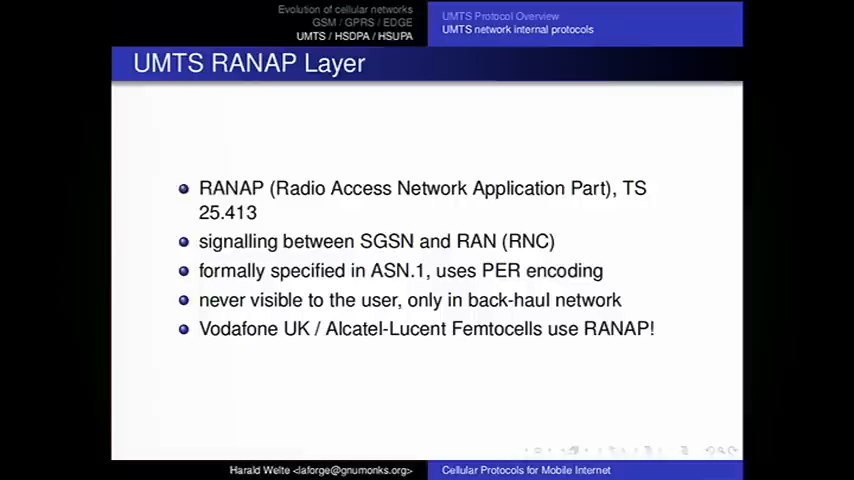 Evolution of cellular networks
GSM / GPRS / EDGE
UMTS / HSDPA / HSUPA
UMTS Protocol Overview
UMTS network internal protocols
UMTS RANAP Layer
RANAP (Radio Access Network Application Part), TS
25.413
signalling between SGSN and RAN (RNC)
formally specified in ASN.1, uses PER encoding
never visible to the user, only in back-haul network
Vodafone UK / Alcatel-Lucent Femtocells use RANAP!
Harald Welte <laforge@gnumonks.org>
Cellular Protocols for Mobile Internet